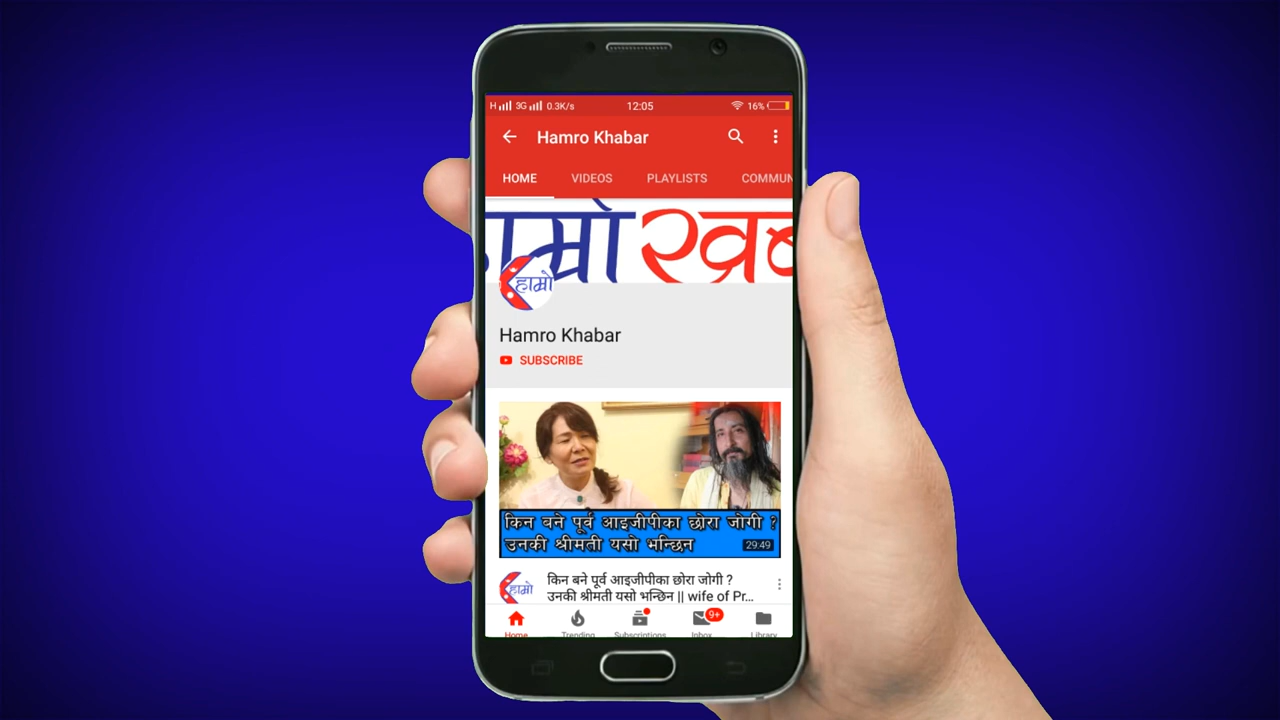 H 3G 0.3K/s 12:05 16%
Hamro Khabar
HOME VIDEOS PLAYLISTS COMMUN
हाम्रो खब
हाम्रो
Hamro Khabar
SUBSCRIBE
किन बने पूर्व आइजीपीका छोरा जोगी ?
उनकी श्रीमती यसो भन्छिन
29:49
हाम्रो
किन बने पूर्व आइजीपीका छोरा जोगी ?
उनकी श्रीमती यसो भन्छिन || wife of Pr...
9+
Home Trending Subscriptions Inbox Library